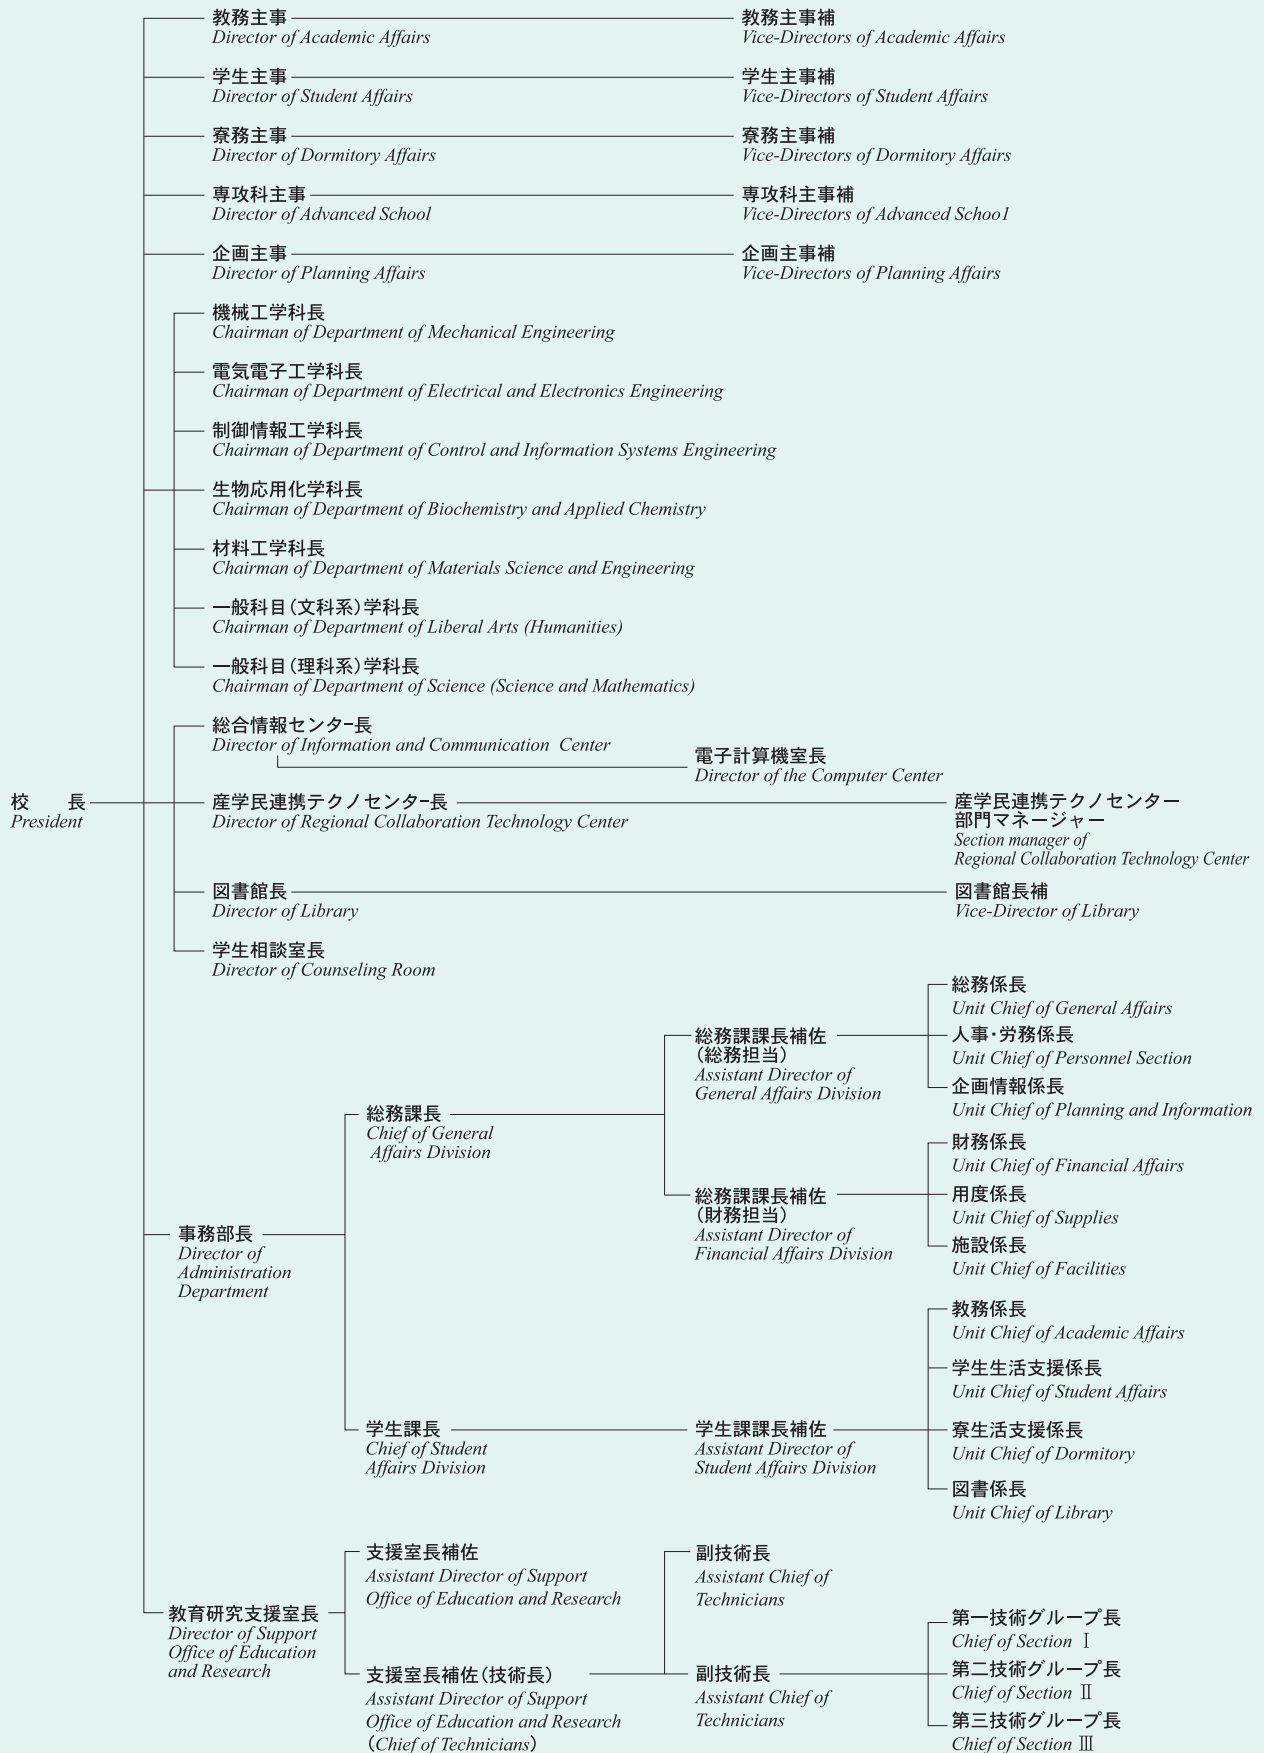 教務主事
Director of Academic Affairs
教務主事補
Vice-Directors of Academic Affairs
学生主事
Director of Student Affairs
学生主事補
Vice-Directors of Student Affairs
寮務主事
Director of Dormitory Affairs
寮務主事補
Vice-Directors of Dormitory Affairs
専攻科主事
Director of Advanced School
専攻科主事補
Vice-Directors of Advanced Schoo1
企画主事
Director of Planning Affairs
企画主事補
Vice-Directors of Planning Affairs
機械工学科長
Chairman of Department of Mechanical Engineering
電気電子工学科長
Chairman of Department of Electrical and Electronics Engineering
制御情報工学科長
Chairman of Department of Control and Information Systems Engineering
生物応用化学科長
Chairman of Department of Biochemistry and Applied Chemistry
材料工学科長
Chairman of Department of Materials Science and Engineering
一般科目(文科系)学科長
Chairman of Department of Liberal Arts (Humanities)
一般科目(理科系)学科長
Chairman of Department of Science (Science and Mathematics)
総合情報センター長
Director of Information and Communication Center
電子計算機室長
Director of the Computer Center
校　長
President
産学民連携テクノセンター長
Director of Regional Collaboration Technology Center
産学民連携テクノセンター
部門マネージャー
Section manager of
Regional Collaboration Technology Center
図書館長
Director of Library
図書館長補
Vice-Director of Library
学生相談室長
Director of Counseling Room
事務部長
Director of
Administration
Department
総務課長
Chief of General
Affairs Division
総務課課長補佐
(総務担当)
Assistant Director of
General Affairs Division
総務係長
Unit Chief of General Affairs
人事・労務係長
Unit Chief of Personnel Section
企画情報係長
Unit Chief of Planning and Information
総務課課長補佐
(財務担当)
Assistant Director of
Financial Affairs Division
財務係長
Unit Chief of Financial Affairs
用度係長
Unit Chief of Supplies
施設係長
Unit Chief of Facilities
学生課長
Chief of Student
Affairs Division
学生課課長補佐
Assistant Director of
Student Affairs Division
教務係長
Unit Chief of Academic Affairs
学生生活支援係長
Unit Chief of Student Affairs
寮生活支援係長
Unit Chief of Dormitory
図書係長
Unit Chief of Library
教育研究支援室長
Director of Support
Office of Education
and Research
支援室長補佐
Assistant Director of Support
Office of Education and Research
副技術長
Assistant Chief of
Technicians
支援室長補佐(技術長)
Assistant Director of Support
Office of Education and Research
(Chief of Technicians)
副技術長
Assistant Chief of
Technicians
第一技術グループ長
Chief of Section Ⅰ
第二技術グループ長
Chief of Section Ⅱ
第三技術グループ長
Chief of Section Ⅲ